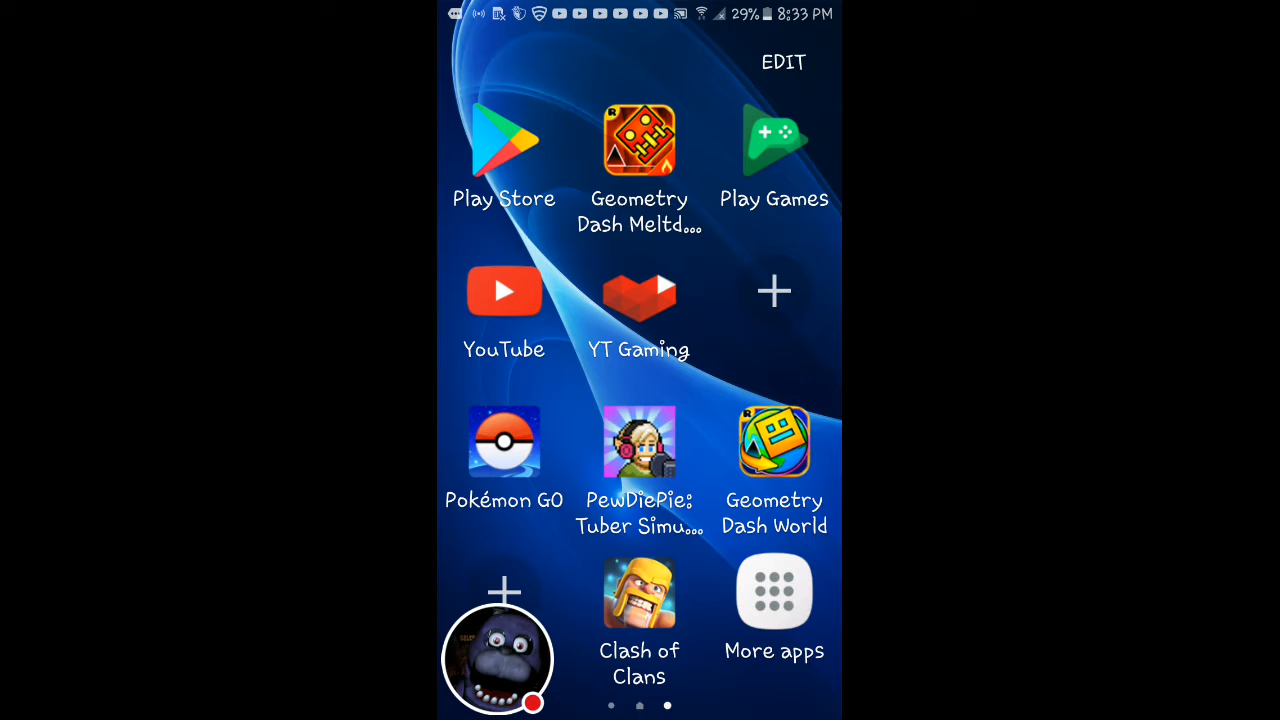 29% 8:33 PM
EDIT
Play Store
Geometry
Dash Meltd...
Play Games
YouTube
YT Gaming
Pokémon GO
PewDiePie:
Tuber Simu...
Geometry
Dash World
Clash of
Clans
More apps